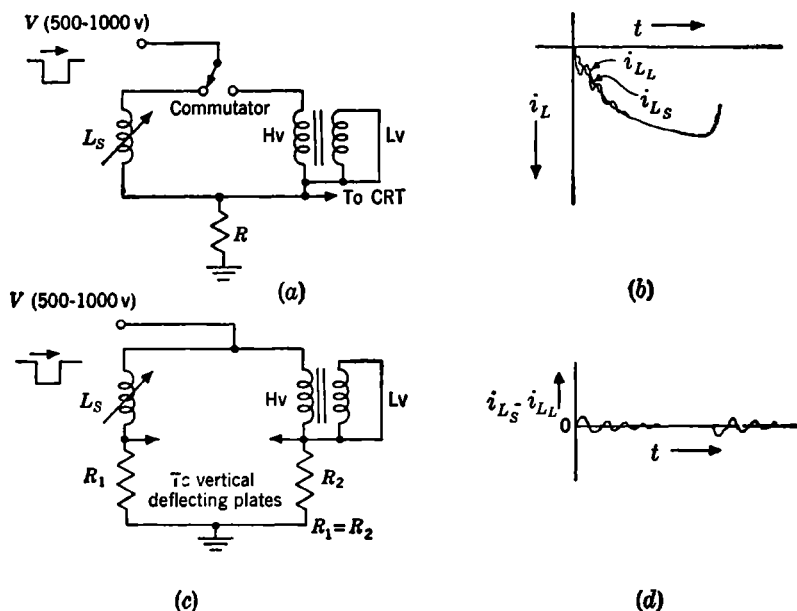 V (500-1000 v)
Commutator
L_S
Hv
Lv
To CRT
R
(a)
t
i_{L_L}
i_{L_S}
i_L
(b)
V (500-1000 v)
L_S
Hv
Lv
R_1
To vertical
deflecting plates
R_2
R_1 = R_2
(c)
i_{L_S} - i_{L_L}
0
t
(d)